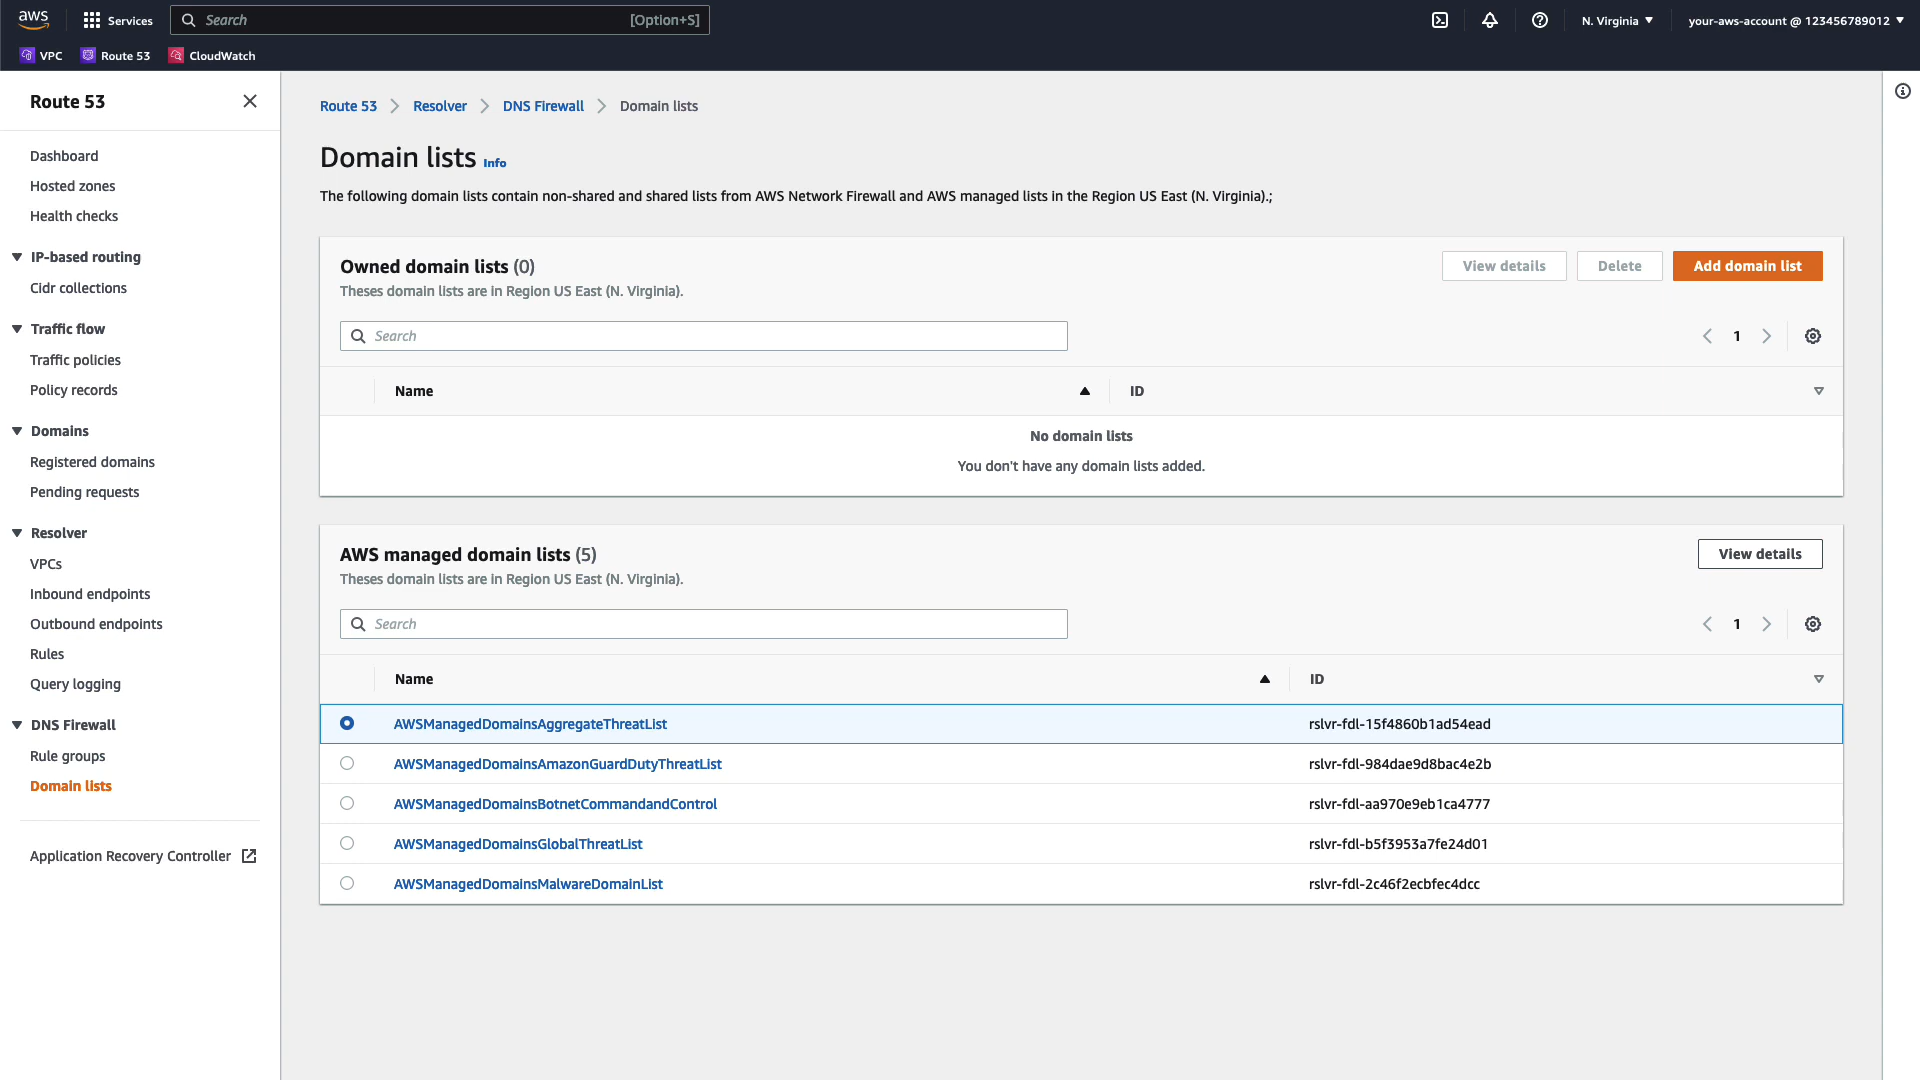 aws
Services
Search
[Option+S]
N. Virginia
your-aws-account @ 123456789012
VPC
Route 53
CloudWatch
Route 53
Dashboard
Hosted zones
Health checks
IP-based routing
Cidr collections
Traffic flow
Traffic policies
Policy records
Domains
Registered domains
Pending requests
Resolver
VPCs
Inbound endpoints
Outbound endpoints
Rules
Query logging
DNS Firewall
Rule groups
Domain lists
Application Recovery Controller
Route 53 Resolver DNS Firewall Domain lists
Domain lists Info
The following domain lists contain non-shared and shared lists from AWS Network Firewall and AWS managed lists in the Region US East (N. Virginia).;
Owned domain lists (0)
Theses domain lists are in Region US East (N. Virginia).
View details
Delete
Add domain list
Search
1
Name ID
No domain lists
You don't have any domain lists added.
AWS managed domain lists (5)
Theses domain lists are in Region US East (N. Virginia).
View details
Search
1
Name ID
AWSManagedDomainsAggregateThreatList rslvr-fdl-15f4860b1ad54ead
AWSManagedDomainsAmazonGuardDutyThreatList rslvr-fdl-984dae9d8bac4e2b
AWSManagedDomainsBotnetCommandandControl rslvr-fdl-aa970e9eb1ca4777
AWSManagedDomainsGlobalThreatList rslvr-fdl-b5f3953a7fe24d01
AWSManagedDomainsMalwareDomainList rslvr-fdl-2c46f2ecbfec4dcc